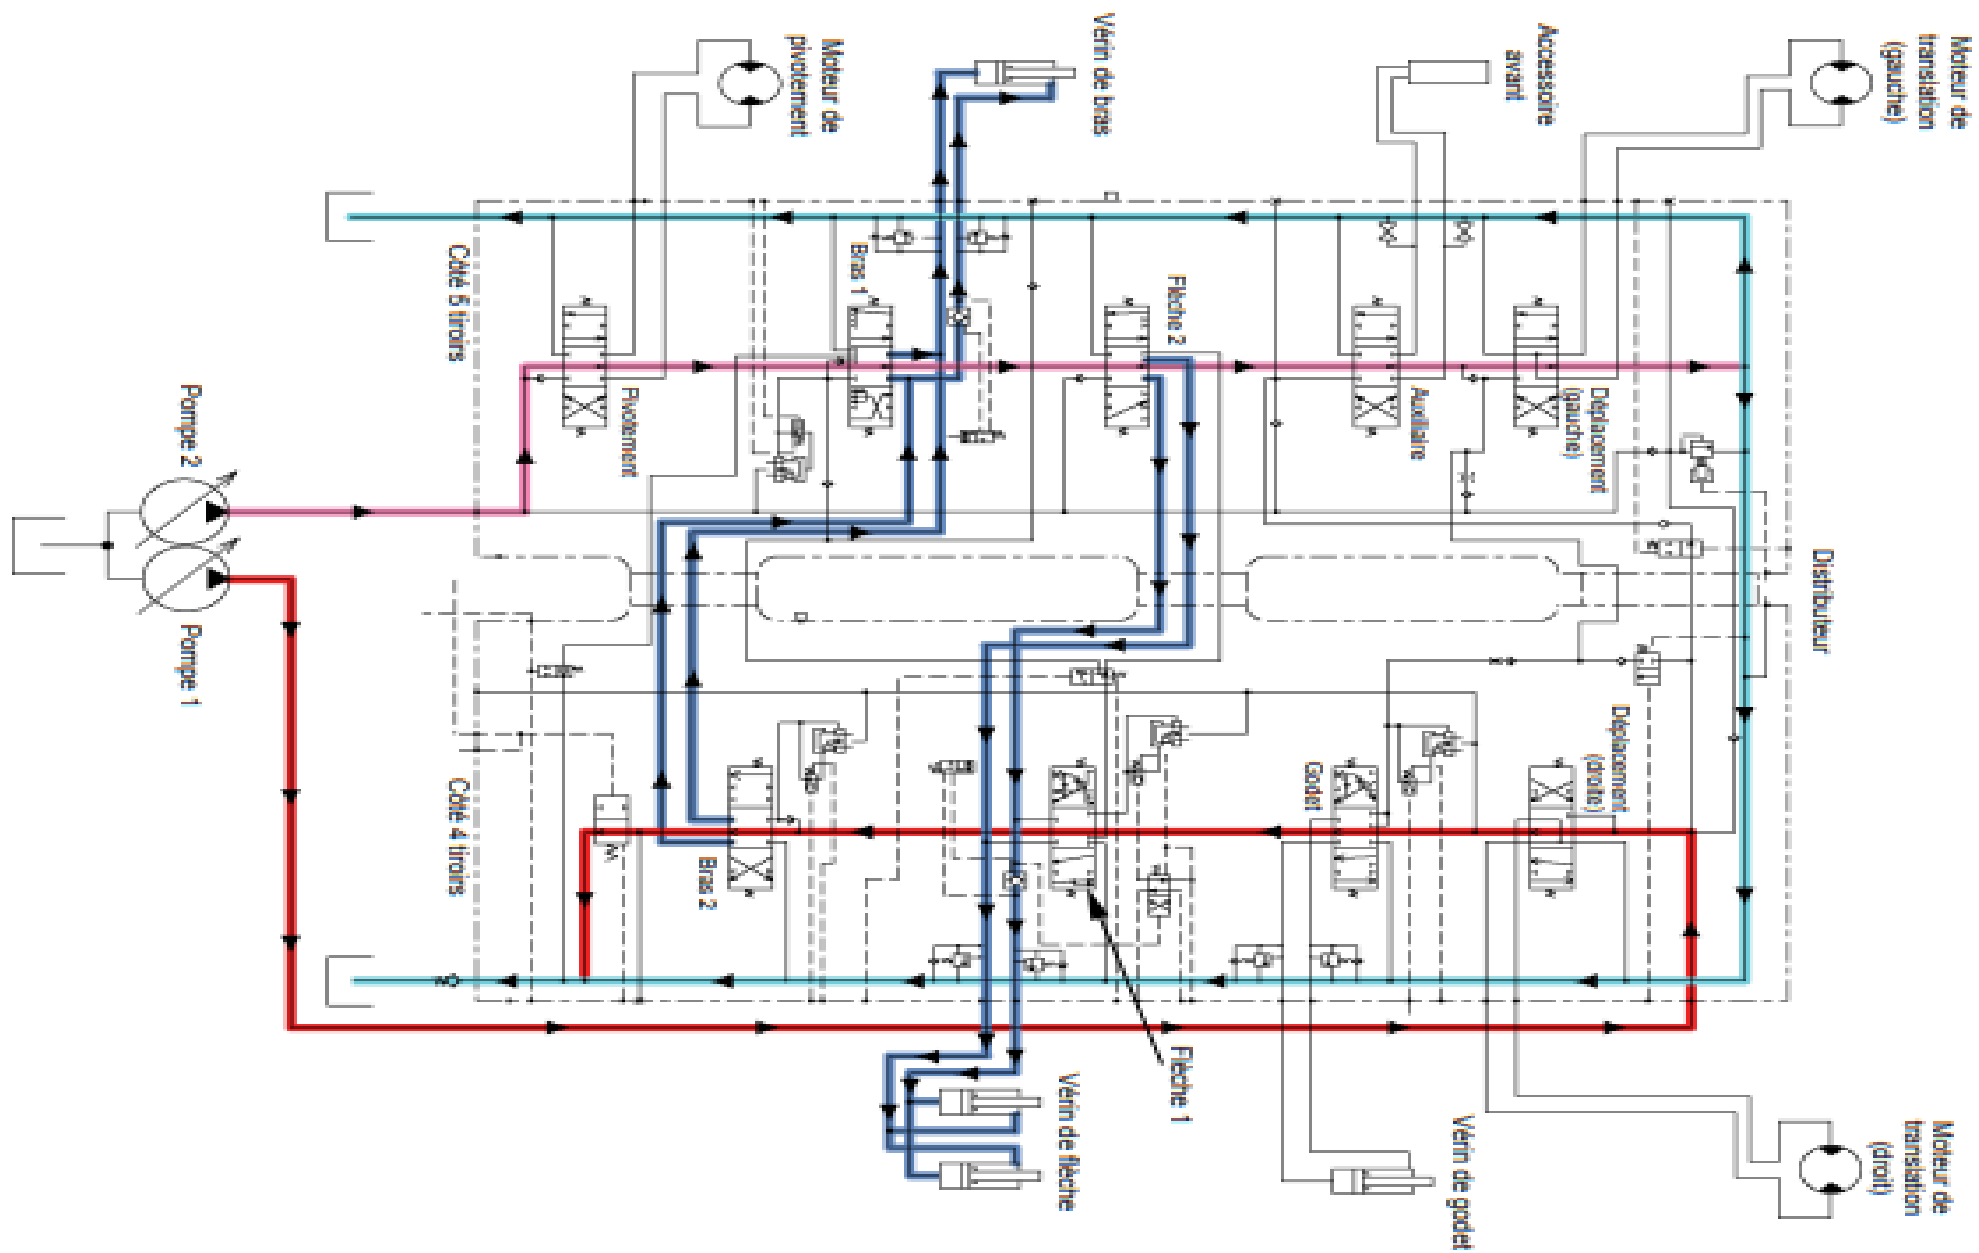 Moteur de
translation
(gauche)
Accessoire
avant
Vérin de bras
Moteur de
pivotement
Distributeur
Déplacement
(gauche)
Auxiliaire
Flèche 2
Bras 1
Pivotement
Côté 5 tiroirs
Pompe 2
Pompe 1
Déplacement
(droite)
Godet
Flèche 1
Bras 2
Côté 4 tiroirs
Moteur de
translation
(droit)
Vérin de godet
Vérin de flèche